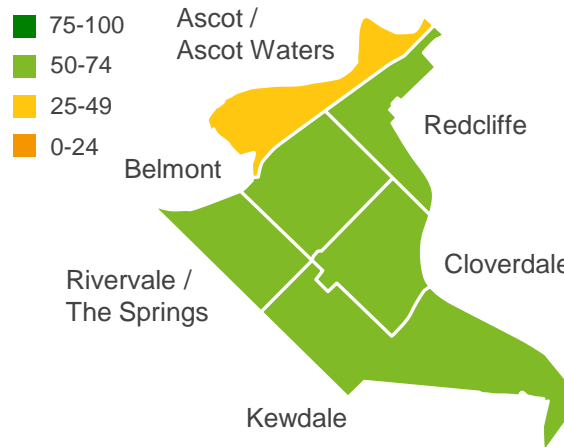 75-100
50-74
25-49
0-24
Ascot /
Ascot Waters
Redcliffe
Belmont
Cloverdale
Rivervale /
The Springs
Kewdale